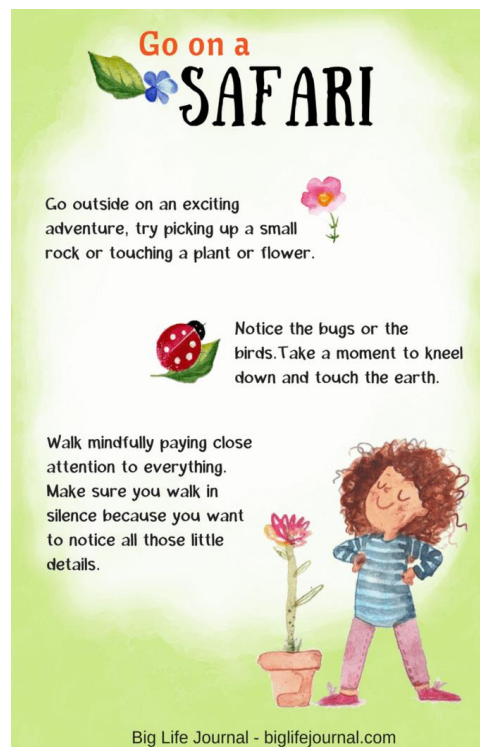 Go on a
SAFARI
Go outside on an exciting
adventure, try picking up a small
rock or touching a plant or flower.
Notice the bugs or the
birds.Take a moment to kneel
down and touch the earth.
Walk mindfully paying close
attention to everything.
Make sure you walk in
silence because you want
to notice all those little
details.
Big Life Journal - biglifejournal.com